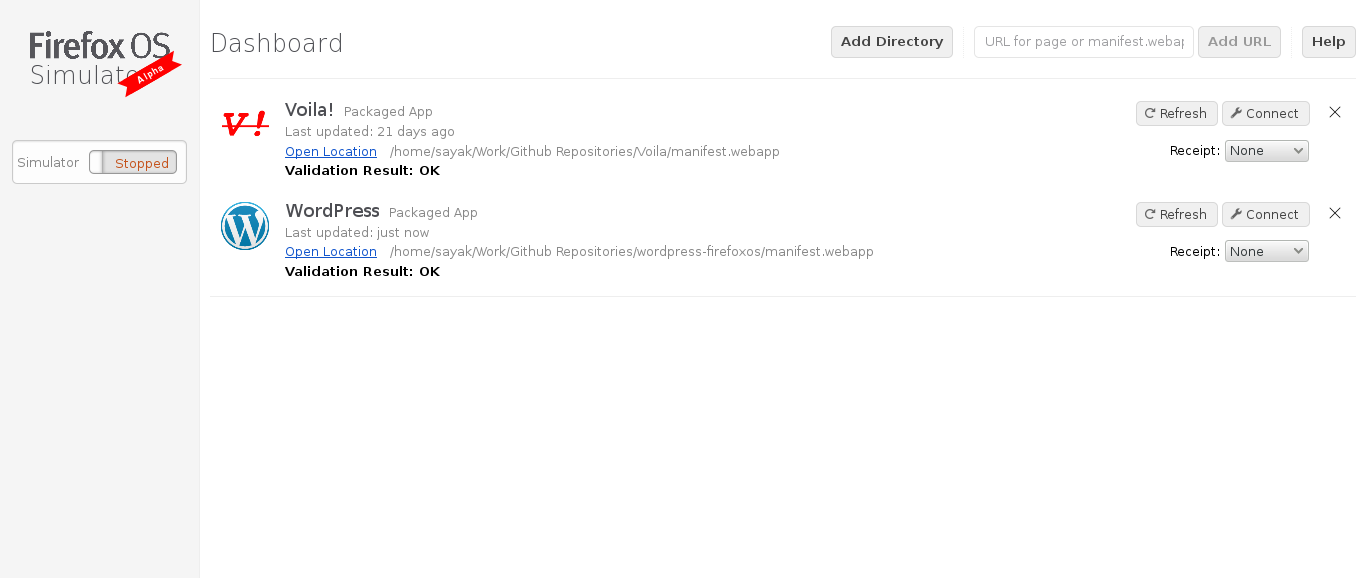 Firefox OS
Simulator
Alpha
Simulator Stopped
Dashboard
Add Directory
URL for page or manifest.webap
Add URL
Help
V!
Voila! Packaged App
Last updated: 21 days ago
Open Location /home/sayak/Work/Github Repositories/Voila/manifest.webapp
Validation Result: OK
Refresh
Connect
Receipt: None
W
WordPress Packaged App
Last updated: just now
Open Location /home/sayak/Work/Github Repositories/wordpress-firefoxos/manifest.webapp
Validation Result: OK
Refresh
Connect
Receipt: None